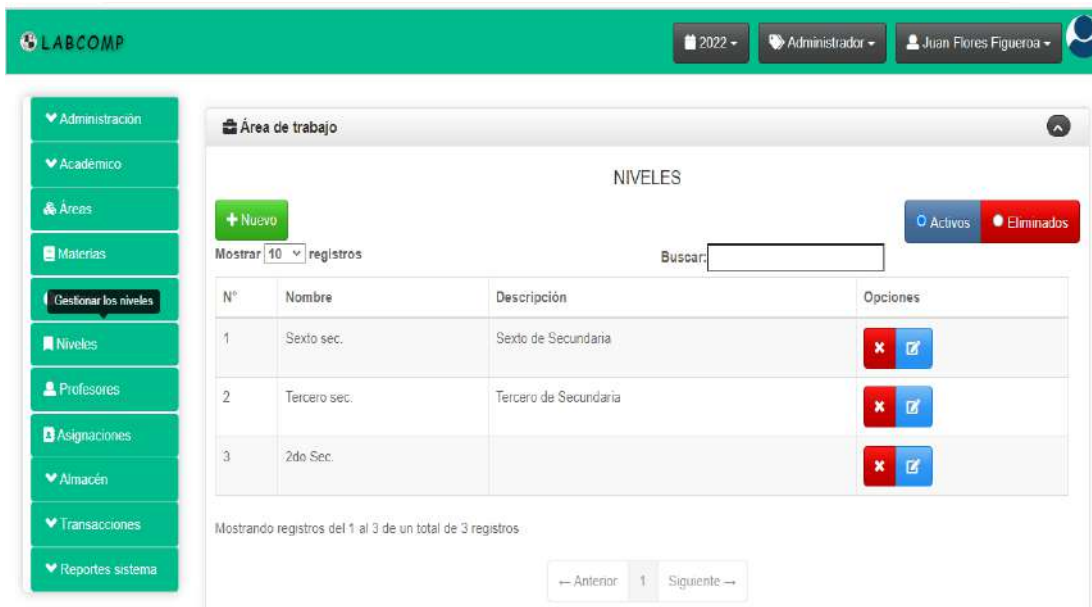 LABCOMP
2022
Administrador
Juan Flores Figueroa
Administración
Académico
Áreas
Materias
Gestionar los niveles
Niveles
Profesores
Asignaciones
Almacén
Transacciones
Reportes sistema
Área de trabajo
NIVELES
+ Nuevo
Activos Eliminados
Mostrar 10 registros Buscar:
N° Nombre Descripción Opciones
1 Sexto sec. Sexto de Secundaria
2 Tercero sec. Tercero de Secundaria
3 2do Sec.
Mostrando registros del 1 al 3 de un total de 3 registros
← Anterior 1 Siguiente →